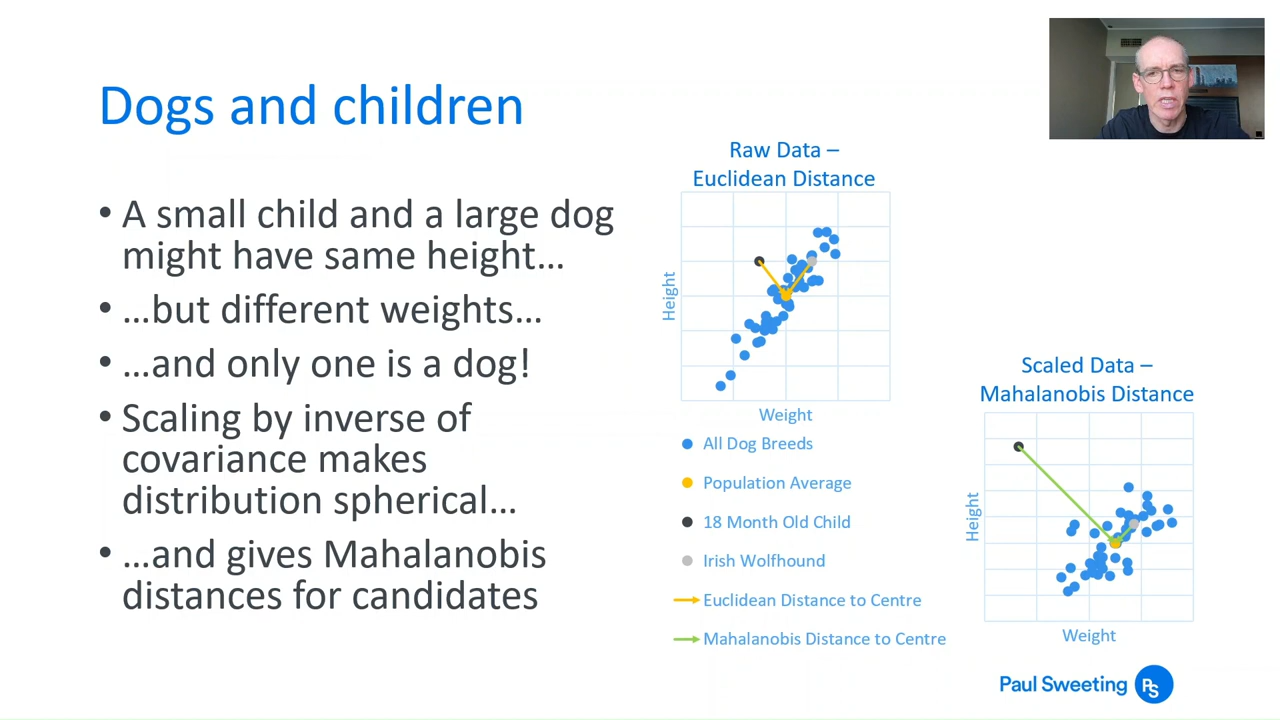 Dogs and children
• A small child and a large dog
might have same height…
• …but different weights…
• …and only one is a dog!
• Scaling by inverse of
covariance makes
distribution spherical…
• …and gives Mahalanobis
distances for candidates
Raw Data –
Euclidean Distance
Height
Weight
All Dog Breeds
Population Average
18 Month Old Child
Irish Wolfhound
Euclidean Distance to Centre
Mahalanobis Distance to Centre
Scaled Data –
Mahalanobis Distance
Height
Weight
Paul Sweeting PS